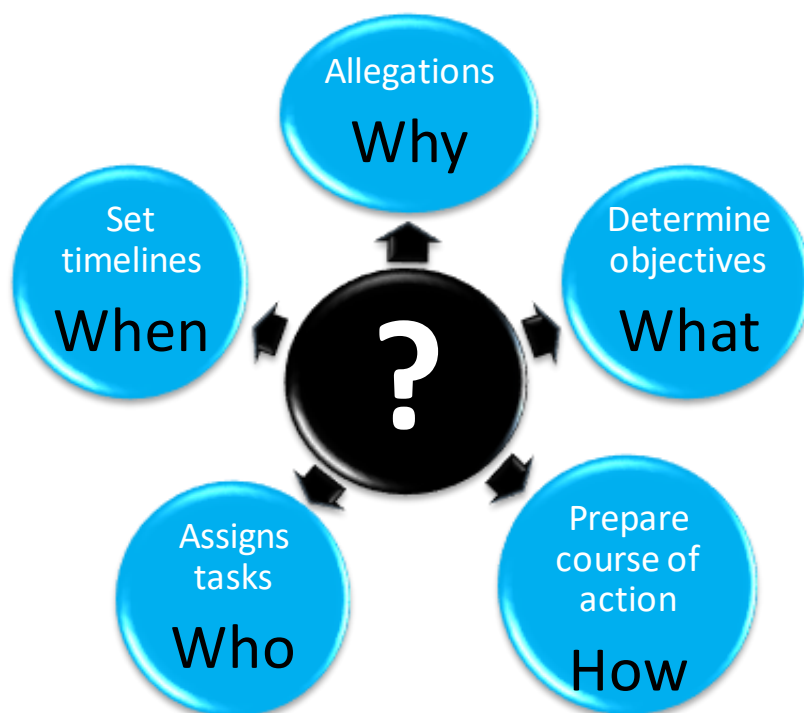 Allegations
Why
Determine
objectives
What
Prepare
course of
action
How
Assigns
tasks
Who
Set
timelines
When
?